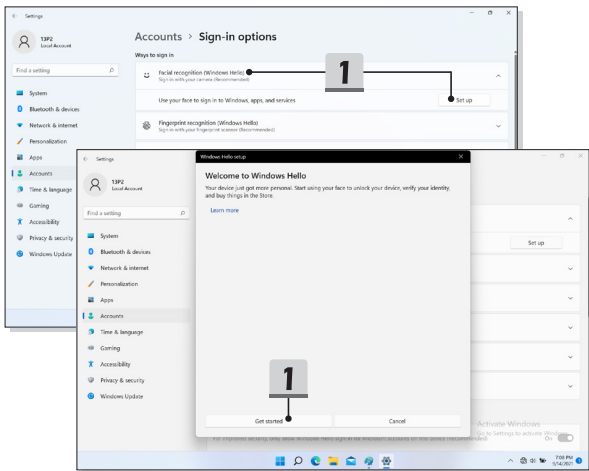 Settings
13P2
Local Account
Find a setting
System
Bluetooth & devices
Network & internet
Personalization
Apps
Accounts
Time & language
Gaming
Accessibility
Privacy & security
Windows Update
Accounts > Sign-in options
Ways to sign in
Facial recognition (Windows Hello)
Sign in with your camera (Recommended)
1
Use your face to sign in to Windows, apps, and services
Set up
Fingerprint recognition (Windows Hello)
Sign in with your fingerprint scanner (Recommended)
Settings
13P2
Local Account
Find a setting
System
Bluetooth & devices
Network & internet
Personalization
Apps
Accounts
Time & language
Gaming
Accessibility
Privacy & security
Windows Update
Windows Hello setup
Welcome to Windows Hello
Your device just got more personal. Start using your face to unlock your device, verify your identity,
and buy things in the Store.
Learn more
1
Get started
Cancel
Set up
Activate Windows
Go to Settings to activate Windows.
On
7:00 PM
9/14/2021